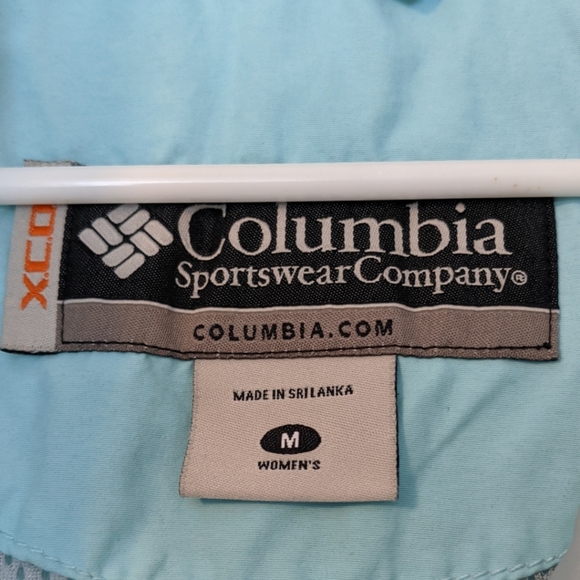 X.C.O
Columbia
Sportswear Company®
COLUMBIA.COM
MADE IN SRI LANKA
M
WOMEN'S